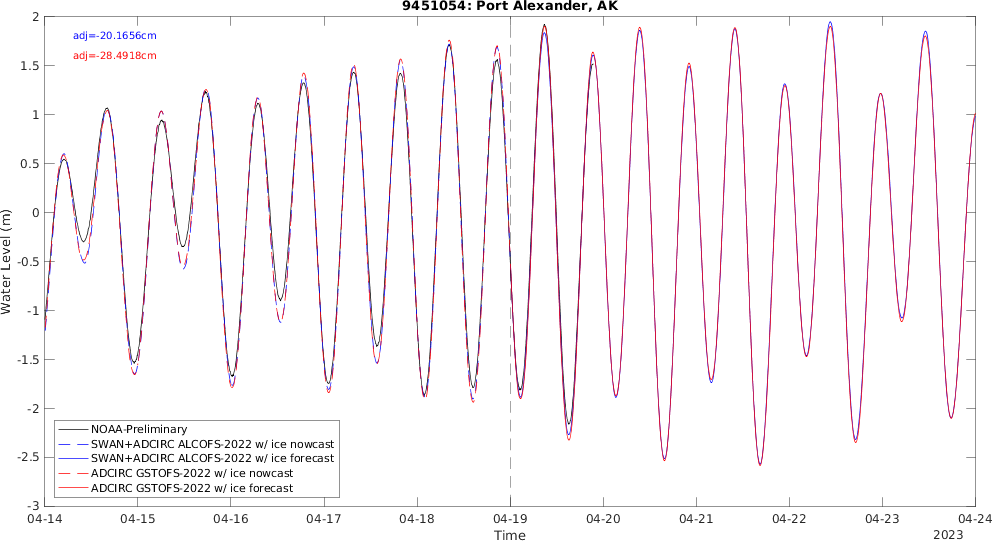 9451054: Port Alexander, AK
adj=-20.1656cm
adj=-28.4918cm
Water Level (m)
2
1.5
1
0.5
0
-0.5
-1
-1.5
-2
-2.5
-3
NOAA-Preliminary
SWAN+ADCIRC ALCOFS-2022 w/ ice nowcast
SWAN+ADCIRC ALCOFS-2022 w/ ice forecast
ADCIRC GSTOFS-2022 w/ ice nowcast
ADCIRC GSTOFS-2022 w/ ice forecast
04-14 04-15 04-16 04-17 04-18 04-19 04-20 04-21 04-22 04-23 04-24
Time
2023